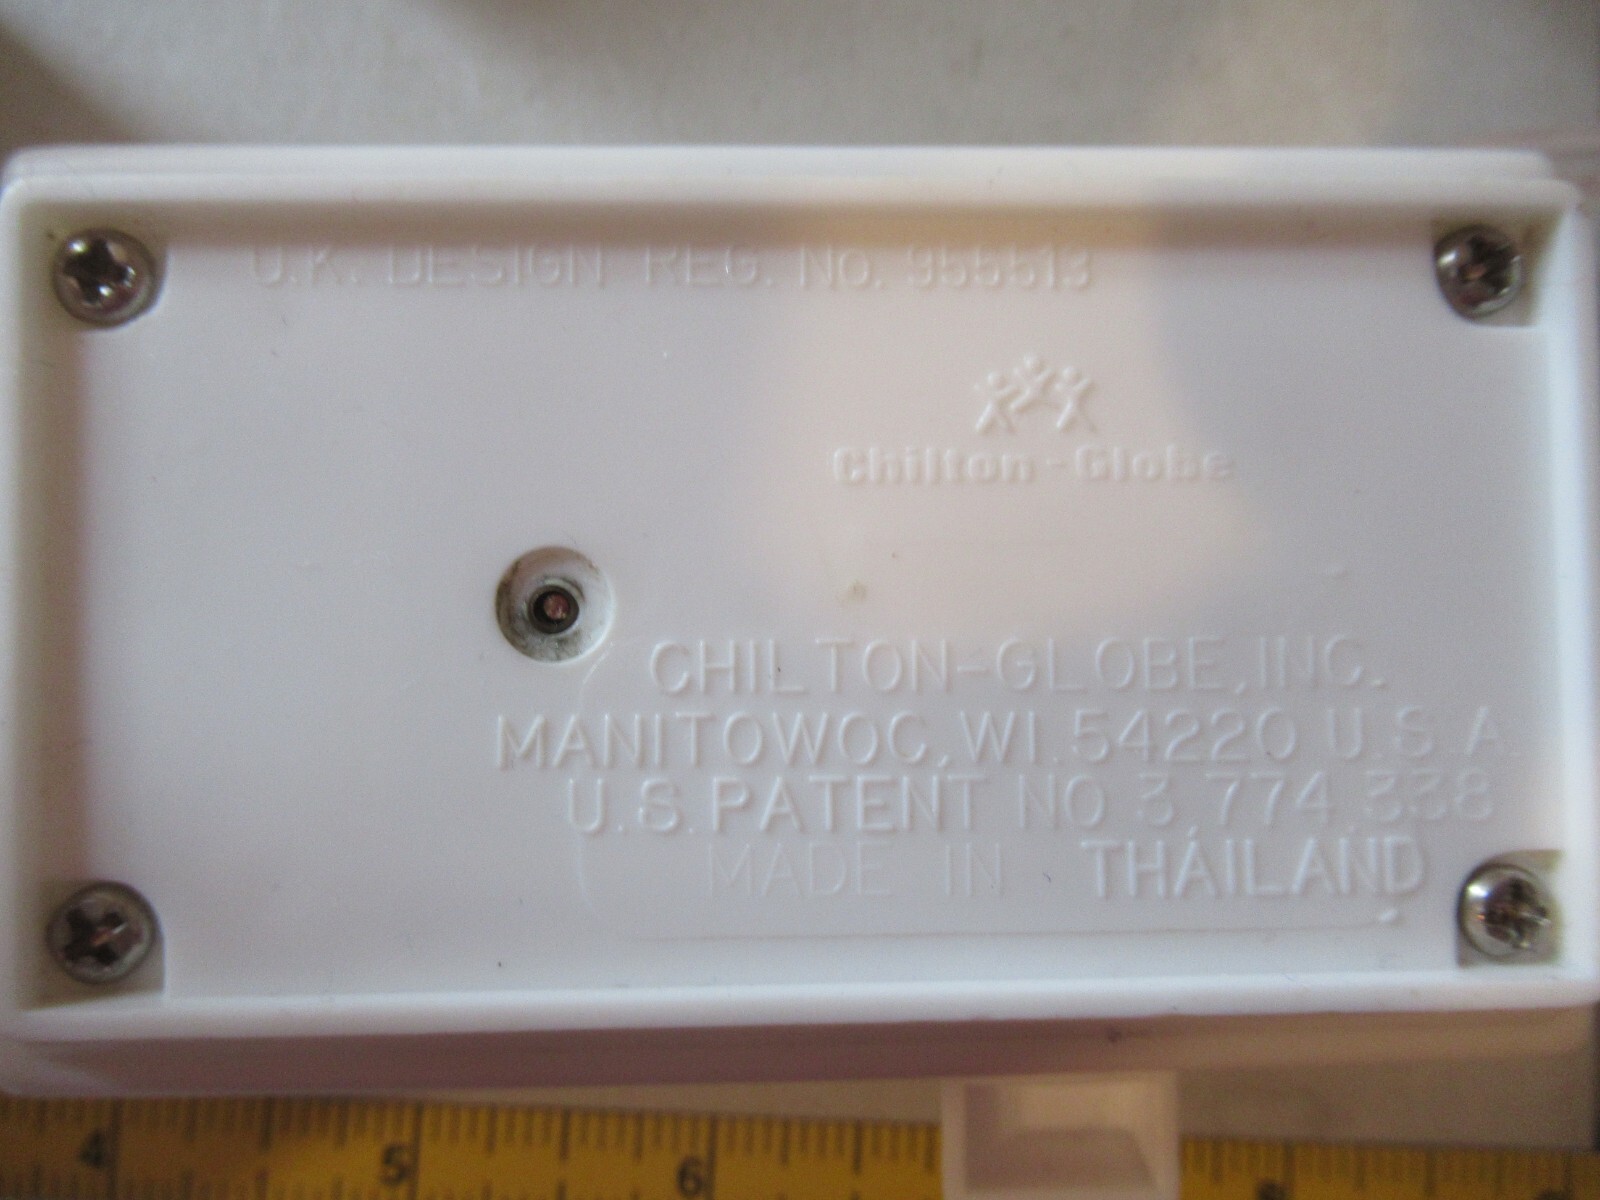 U.K. DESIGN REG. No. 955513
Chilton-Globe
CHILTON-GLOBE, INC.
MANITOWOC, WI. 54220 U.S.A.
U.S. PATENT NO 3,774,338
MADE IN THAILAND
4 5 6 8